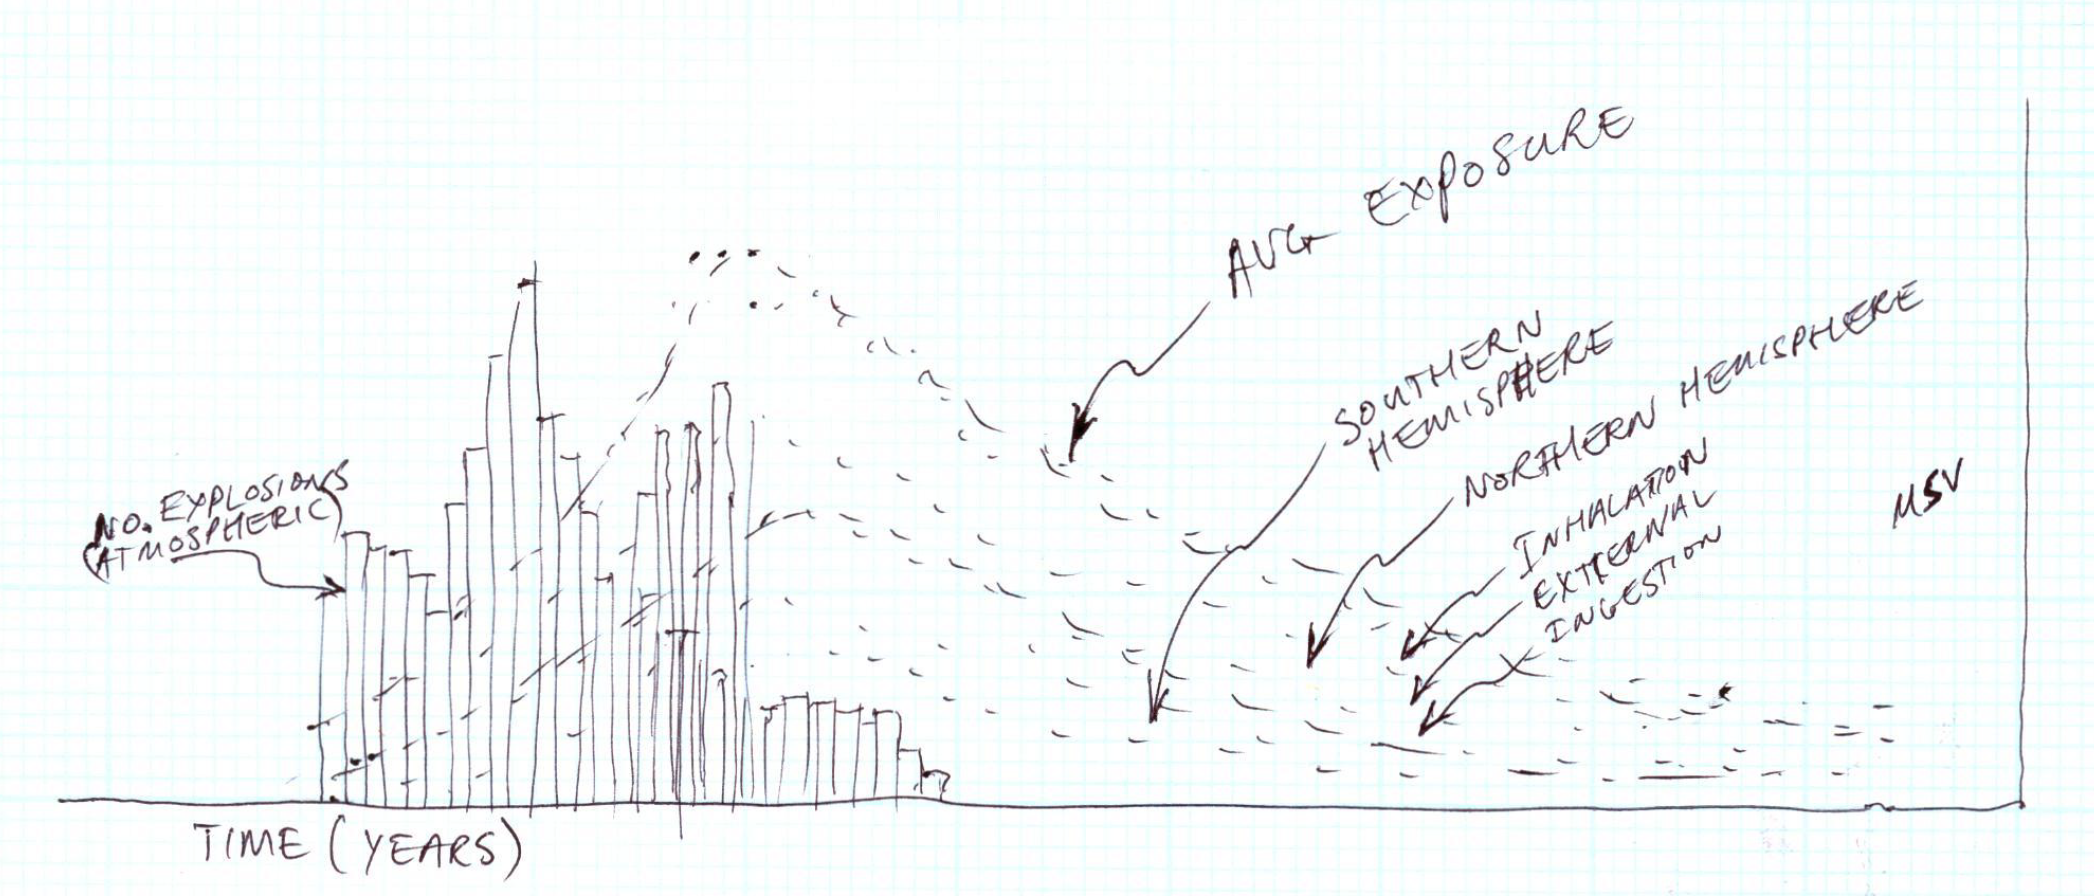 AVG EXPOSURE
SOUTHERN
HEMISPHERE
NORTHERN HEMISPHERE
INHALATION
EXTERNAL
INGESTION
MSV
NO. EXPLOSIONS
(ATMOSPHERIC)
TIME (YEARS)